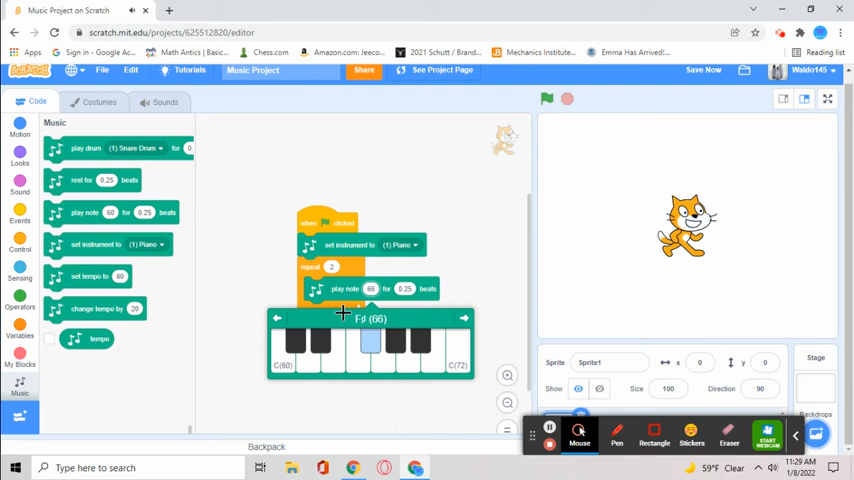 Music Project on Scratch
scratch.mit.edu/projects/625512820/editor
Apps
Sign in - Google Ac...
Math Antics | Basic...
Chess.com
Amazon.com: Jeeco...
2021 Schutt / Brand...
Mechanics Institute...
Emma Has Arrived!...
Reading list
SCRATCH
File
Edit
Tutorials
Music Project
Share
See Project Page
Save Now
Waldo145
Code
Costumes
Sounds
Motion
Looks
Sound
Events
Control
Sensing
Operators
Variables
My Blocks
Music
Music
play drum (1) Snare Drum for 0.
rest for 0.25 beats
play note 60 for 0.25 beats
set instrument to (1) Piano
set tempo to 60
change tempo by 20
tempo
when clicked
set instrument to (1) Piano
repeat 2
play note 66 for 0.25 beats
F♯ (66)
C(60)
C(72)
Sprite Sprite1 x 0 y 0
Show Size 100 Direction 90
Stage
Backdrops
Backpack
Mouse
Pen
Rectangle
Stickers
Eraser
START WEBCAM
Type here to search
59°F Clear
11:29 AM
1/8/2022